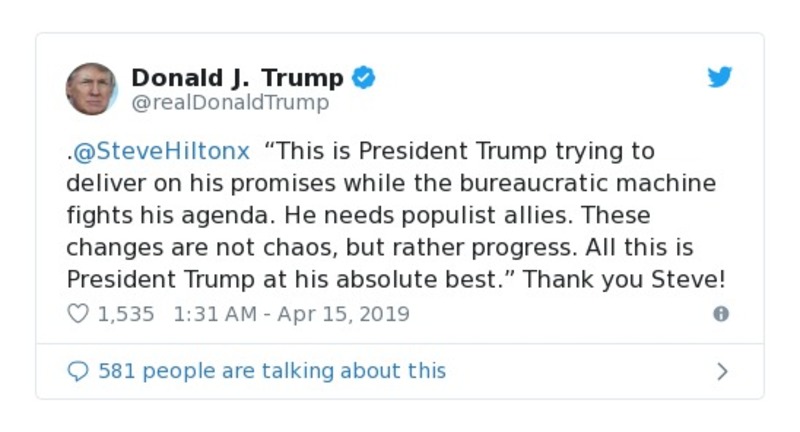 Donald J. Trump
@realDonaldTrump
.@SteveHiltonx “This is President Trump trying to
deliver on his promises while the bureaucratic machine
fights his agenda. He needs populist allies. These
changes are not chaos, but rather progress. All this is
President Trump at his absolute best.” Thank you Steve!
1,535 1:31 AM - Apr 15, 2019
581 people are talking about this